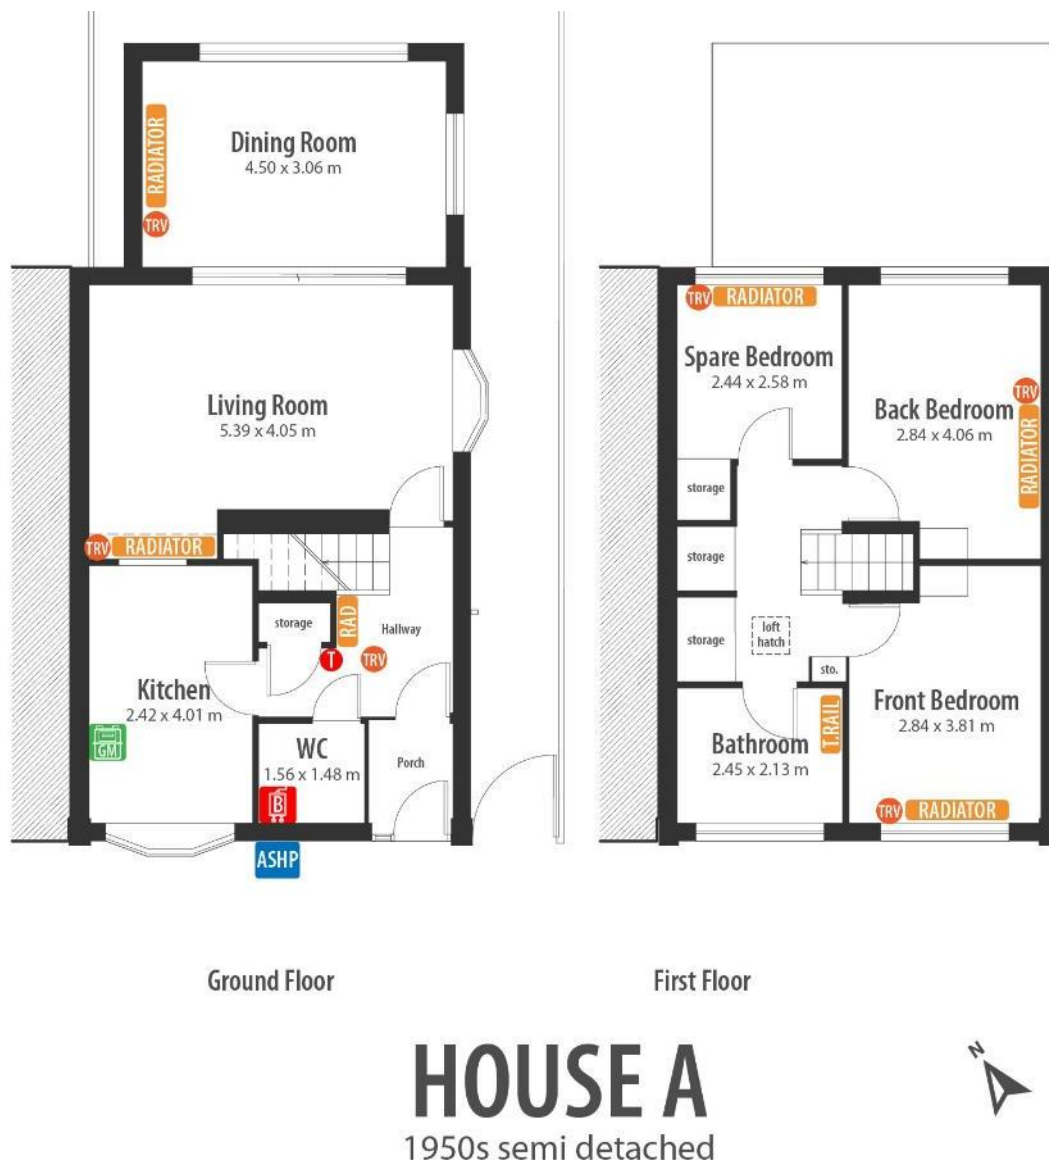 Dining Room
4.50 x 3.06 m
RADIATOR
TRV
Living Room
5.39 x 4.05 m
TRV
RADIATOR
storage
RAD
Hallway
T
TRV
Kitchen
2.42 x 4.01 m
GM
WC
1.56 x 1.48 m
B
Porch
ASHP
Ground Floor
TRV
RADIATOR
Spare Bedroom
2.44 x 2.58 m
TRV
Back Bedroom
2.84 x 4.06 m
RADIATOR
storage
storage
storage
loft
hatch
sto.
Front Bedroom
2.84 x 3.81 m
T.RAIL
Bathroom
2.45 x 2.13 m
TRV
RADIATOR
First Floor
HOUSE A
1950s semi detached
N